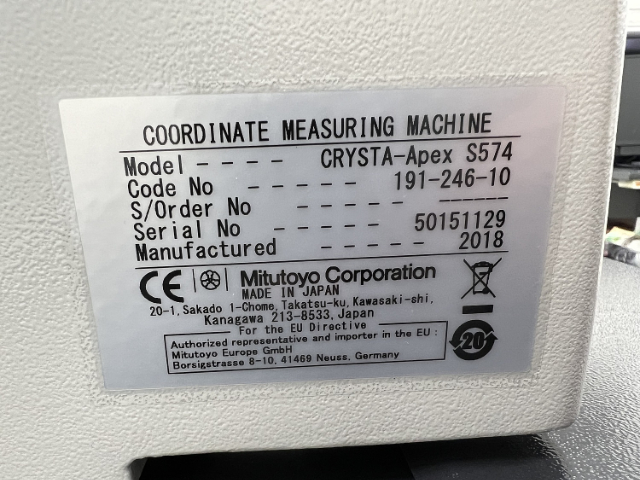 COORDINATE MEASURING MACHINE
Model - - - - CRYSTA-Apex S574
Code No - - - - - 191-246-10
S/Order No - - - - - ------
Serial No - - - - - 50151129
Manufactured - - - - - 2018
CE Mitutoyo Corporation
MADE IN JAPAN
20-1, Sakado 1-Chome, Takatsu-ku, Kawasaki-shi,
Kanagawa 213-8533, Japan
For the EU Directive
Authorized representative and importer in the EU :
Mitutoyo Europe GmbH
Borsigstrasse 8-10, 41469 Neuss, Germany
20